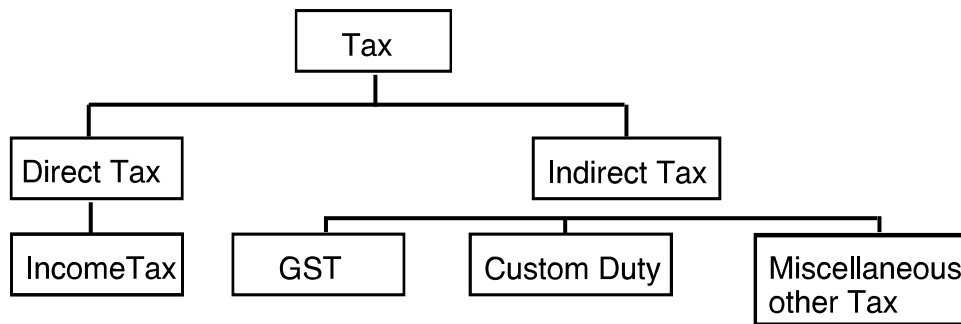 Tax
Direct Tax
Indirect Tax
IncomeTax
GST
Custom Duty
Miscellaneous
other Tax